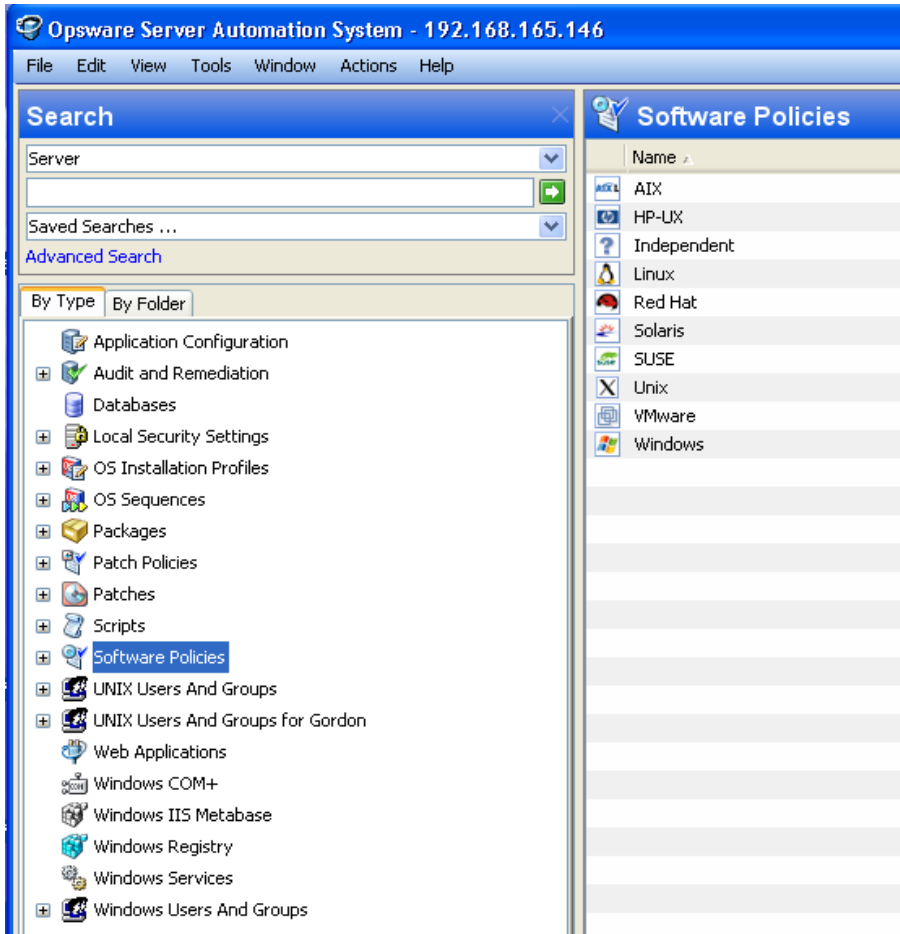 Opsware Server Automation System - 192.168.165.146
File Edit View Tools Window Actions Help
Search
Server
Saved Searches ...
Advanced Search
By Type By Folder
Application Configuration
Audit and Remediation
Databases
Local Security Settings
OS Installation Profiles
OS Sequences
Packages
Patch Policies
Patches
Scripts
Software Policies
UNIX Users And Groups
UNIX Users And Groups for Gordon
Web Applications
Windows COM+
Windows IIS Metabase
Windows Registry
Windows Services
Windows Users And Groups
Software Policies
Name
AIX
HP-UX
Independent
Linux
Red Hat
Solaris
SUSE
Unix
VMware
Windows